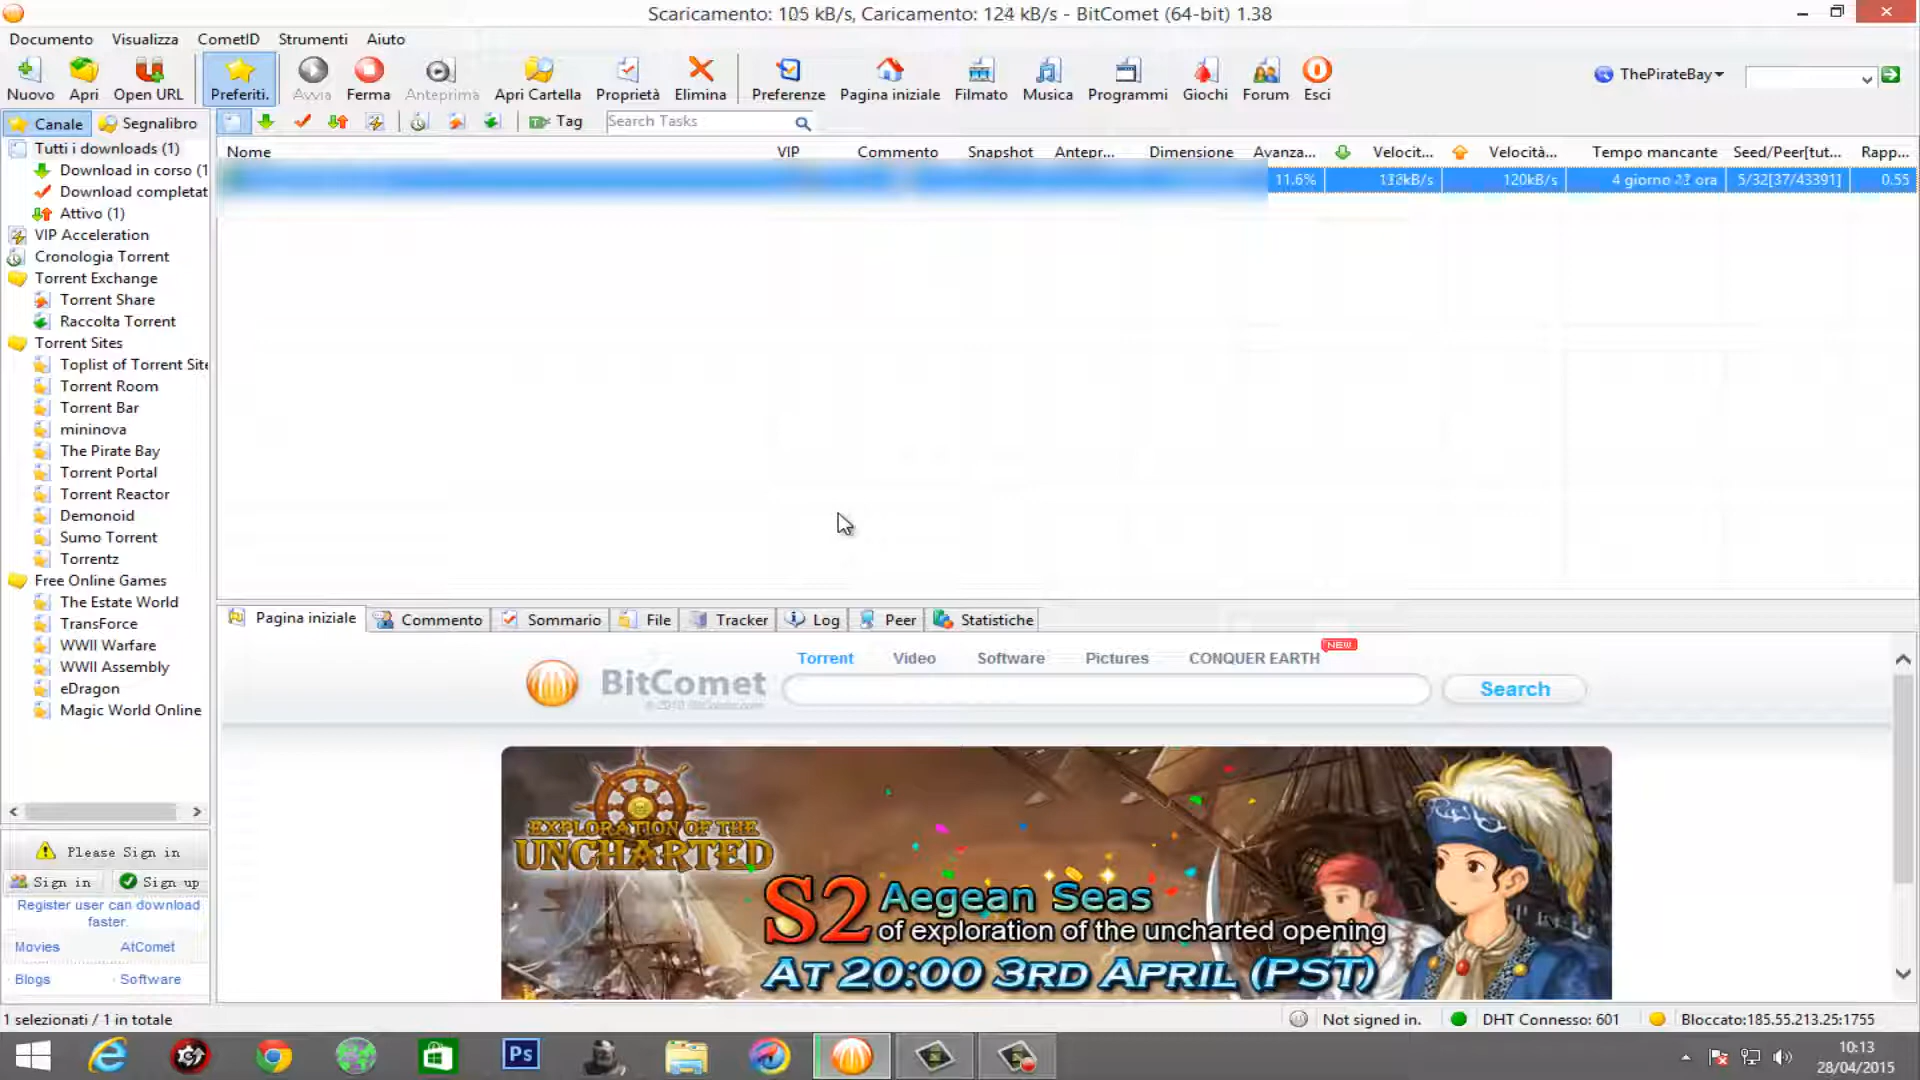 Scaricamento: 105 kB/s, Caricamento: 124 kB/s - BitComet (64-bit) 1.38
Documento Visualizza CometID Strumenti Aiuto
Nuovo Apri Open URL Preferiti. Avvia Ferma Anteprima Apri Cartella Proprietà Elimina Preferenze Pagina iniziale Filmato Musica Programmi Giochi Forum Esci ThePirateBay
Canale Segnalibro Tag Search Tasks
Nome VIP Commento Snapshot Antepr... Dimensione Avanza... Velocit... Velocità... Tempo mancante Seed/Peer[tut... Rapp...
11.6% 120kB/s 4 giorno ora 5/32[37/43391] 0.55
Tutti i downloads (1)
Download in corso (1
Download completat
Attivo (1)
VIP Acceleration
Cronologia Torrent
Torrent Exchange
Torrent Share
Raccolta Torrent
Torrent Sites
Toplist of Torrent Site
Torrent Room
Torrent Bar
mininova
The Pirate Bay
Torrent Portal
Torrent Reactor
Demonoid
Sumo Torrent
Torrentz
Free Online Games
The Estate World
TransForce
WWII Warfare
WWII Assembly
eDragon
Magic World Online
Please Sign in
Sign in Sign up
Register user can download
faster.
Movies AtComet
· Blogs · Software
Pagina iniziale Commento Sommario File Tracker Log Peer Statistiche
Torrent Video Software Pictures CONQUER EARTH NEW
BitComet Search
© 2010 BitComet.com
EXPLORATION OF THE
UNCHARTED
S2 Aegean Seas
of exploration of the uncharted opening
AT 20:00 3RD APRIL (PST)
1 selezionati / 1 in totale Not signed in. DHT Connesso: 601 Bloccato:185.55.213.25:1755
Ps
10:13
28/04/2015